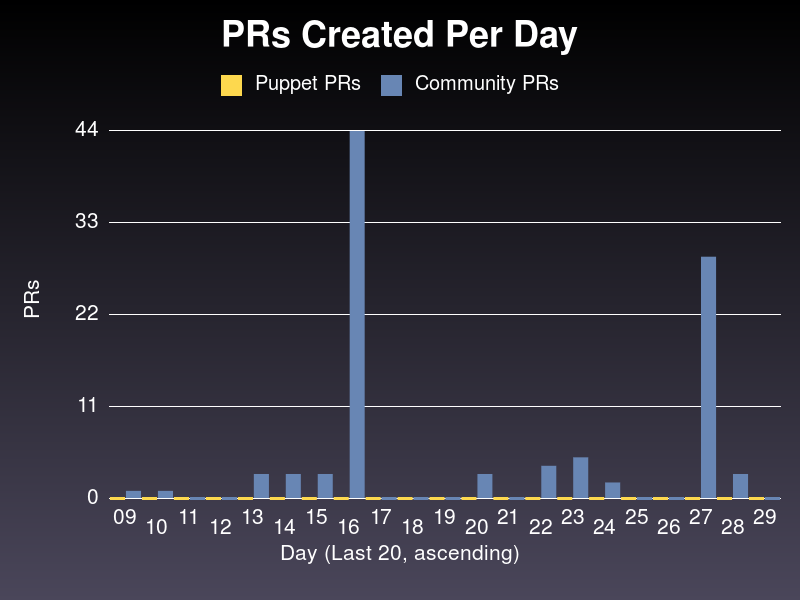 PRs Created Per Day
Puppet PRs Community PRs
44
33
22
11
0
PRs
09 10 11 12 13 14 15 16 17 18 19 20 21 22 23 24 25 26 27 28 29
Day (Last 20, ascending)